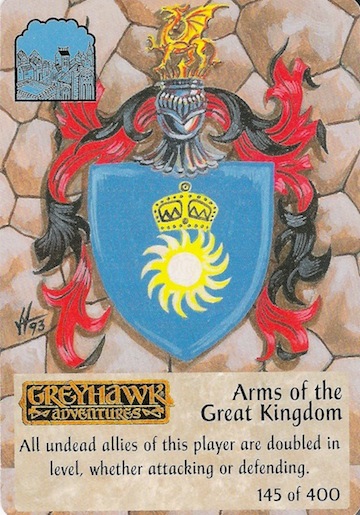 93
GREYHAWK
ADVENTURES
Arms of the
Great Kingdom
All undead allies of this player are doubled in
level, whether attacking or defending.
145 of 400